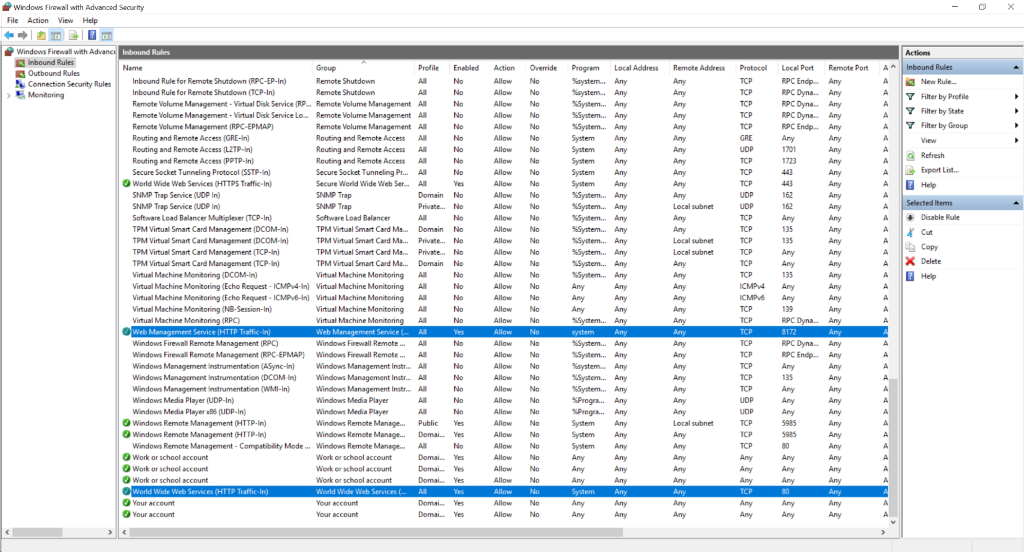 Windows Firewall with Advanced Security
File Action View Help
Windows Firewall with Advanc
Inbound Rules
Outbound Rules
Connection Security Rules
Monitoring
Inbound Rules
Name Group Profile Enabled Action Override Program Local Address Remote Address Protocol Local Port Remote Port A
Inbound Rule for Remote Shutdown (RPC-EP-In) Remote Shutdown All No Allow No %system... Any Any TCP RPC Endp... Any A
Inbound Rule for Remote Shutdown (TCP-In) Remote Shutdown All No Allow No %system... Any Any TCP RPC Dyna... Any A
Remote Volume Management - Virtual Disk Service (RP... Remote Volume Management All No Allow No %System... Any Any TCP RPC Dyna... Any A
Remote Volume Management - Virtual Disk Service Lo... Remote Volume Management All No Allow No %System... Any Any TCP RPC Dyna... Any A
Remote Volume Management (RPC-EPMAP) Remote Volume Management All No Allow No %System... Any Any TCP RPC Endp... Any A
Routing and Remote Access (GRE-In) Routing and Remote Access All No Allow No System Any Any GRE Any Any A
Routing and Remote Access (L2TP-In) Routing and Remote Access All No Allow No System Any Any UDP 1701 Any A
Routing and Remote Access (PPTP-In) Routing and Remote Access All No Allow No System Any Any TCP 1723 Any A
Secure Socket Tunneling Protocol (SSTP-In) Secure Socket Tunneling Pr... All No Allow No System Any Any TCP 443 Any A
World Wide Web Services (HTTPS Traffic-In) Secure World Wide Web Ser... All Yes Allow No System Any Any TCP 443 Any A
SNMP Trap Service (UDP In) SNMP Trap Domain No Allow No %System... Any Any UDP 162 Any A
SNMP Trap Service (UDP In) SNMP Trap Private... No Allow No %System... Any Local subnet UDP 162 Any A
Software Load Balancer Multiplexer (TCP-In) Software Load Balancer All No Allow No %System... Any Any TCP Any Any A
TPM Virtual Smart Card Management (DCOM-In) TPM Virtual Smart Card Ma... Domain No Allow No %System... Any Any TCP 135 Any A
TPM Virtual Smart Card Management (DCOM-In) TPM Virtual Smart Card Ma... Private... No Allow No %System... Any Local subnet TCP 135 Any A
TPM Virtual Smart Card Management (TCP-In) TPM Virtual Smart Card Ma... Private... No Allow No %System... Any Local subnet TCP Any Any A
TPM Virtual Smart Card Management (TCP-In) TPM Virtual Smart Card Ma... Domain No Allow No %System... Any Any TCP Any Any A
Virtual Machine Monitoring (DCOM-In) Virtual Machine Monitoring All No Allow No %System... Any Any TCP 135 Any A
Virtual Machine Monitoring (Echo Request - ICMPv4-In) Virtual Machine Monitoring All No Allow No Any Any Any ICMPv4 Any Any A
Virtual Machine Monitoring (Echo Request - ICMPv6-In) Virtual Machine Monitoring All No Allow No Any Any Any ICMPv6 Any Any A
Virtual Machine Monitoring (NB-Session-In) Virtual Machine Monitoring All No Allow No Any Any Any TCP 139 Any A
Virtual Machine Monitoring (RPC) Virtual Machine Monitoring All No Allow No %System... Any Any TCP RPC Dyna... Any A
Web Management Service (HTTP Traffic-In) Web Management Service (... All Yes Allow No system Any Any TCP 8172 Any A
Windows Firewall Remote Management (RPC) Windows Firewall Remote ... All No Allow No %System... Any Any TCP RPC Dyna... Any A
Windows Firewall Remote Management (RPC-EPMAP) Windows Firewall Remote ... All No Allow No %System... Any Any TCP RPC Endp... Any A
Windows Management Instrumentation (ASync-In) Windows Management Instr... All No Allow No %System... Any Any TCP Any Any A
Windows Management Instrumentation (DCOM-In) Windows Management Instr... All No Allow No %System... Any Any TCP 135 Any A
Windows Management Instrumentation (WMI-In) Windows Management Instr... All No Allow No %System... Any Any TCP Any Any A
Windows Media Player (UDP-In) Windows Media Player All No Allow No %Progra... Any Any UDP Any Any A
Windows Media Player x86 (UDP-In) Windows Media Player All No Allow No %Progra... Any Any UDP Any Any A
Windows Remote Management (HTTP-In) Windows Remote Manage... Public Yes Allow No System Any Local subnet TCP 5985 Any A
Windows Remote Management (HTTP-In) Windows Remote Manage... Domai... Yes Allow No System Any Any TCP 5985 Any A
Windows Remote Management - Compatibility Mode ... Windows Remote Manage... All No Allow No System Any Any TCP 80 Any A
Work or school account Work or school account Domai... Yes Allow No Any Any Any Any Any Any A
Work or school account Work or school account Domai... Yes Allow No Any Any Any Any Any Any A
Work or school account Work or school account Domai... Yes Allow No Any Any Any Any Any Any A
World Wide Web Services (HTTP Traffic-In) World Wide Web Services (... All Yes Allow No System Any Any TCP 80 Any A
Your account Your account Domai... Yes Allow No Any Any Any Any Any Any A
Your account Your account Domai... Yes Allow No Any Any Any Any Any Any A
Actions
Inbound Rules
New Rule...
Filter by Profile
Filter by State
Filter by Group
View
Refresh
Export List...
Help
Selected Items
Disable Rule
Cut
Copy
Delete
Help